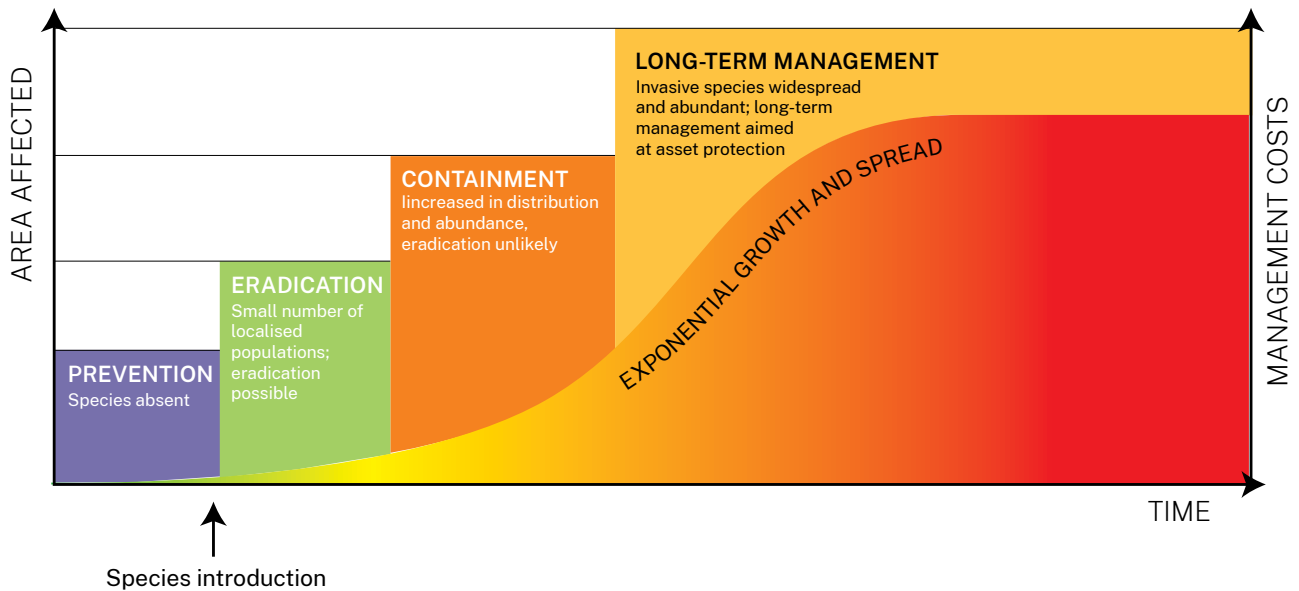 AREA AFFECTED
PREVENTION
Species absent
ERADICATION
Small number of
localised
populations;
eradication
possible
CONTAINMENT
Iincreased in distribution
and abundance,
eradication unlikely
LONG-TERM MANAGEMENT
Invasive species widespread
and abundant; long-term
management aimed
at asset protection
EXPONENTIAL GROWTH AND SPREAD
MANAGEMENT COSTS
TIME
Species introduction